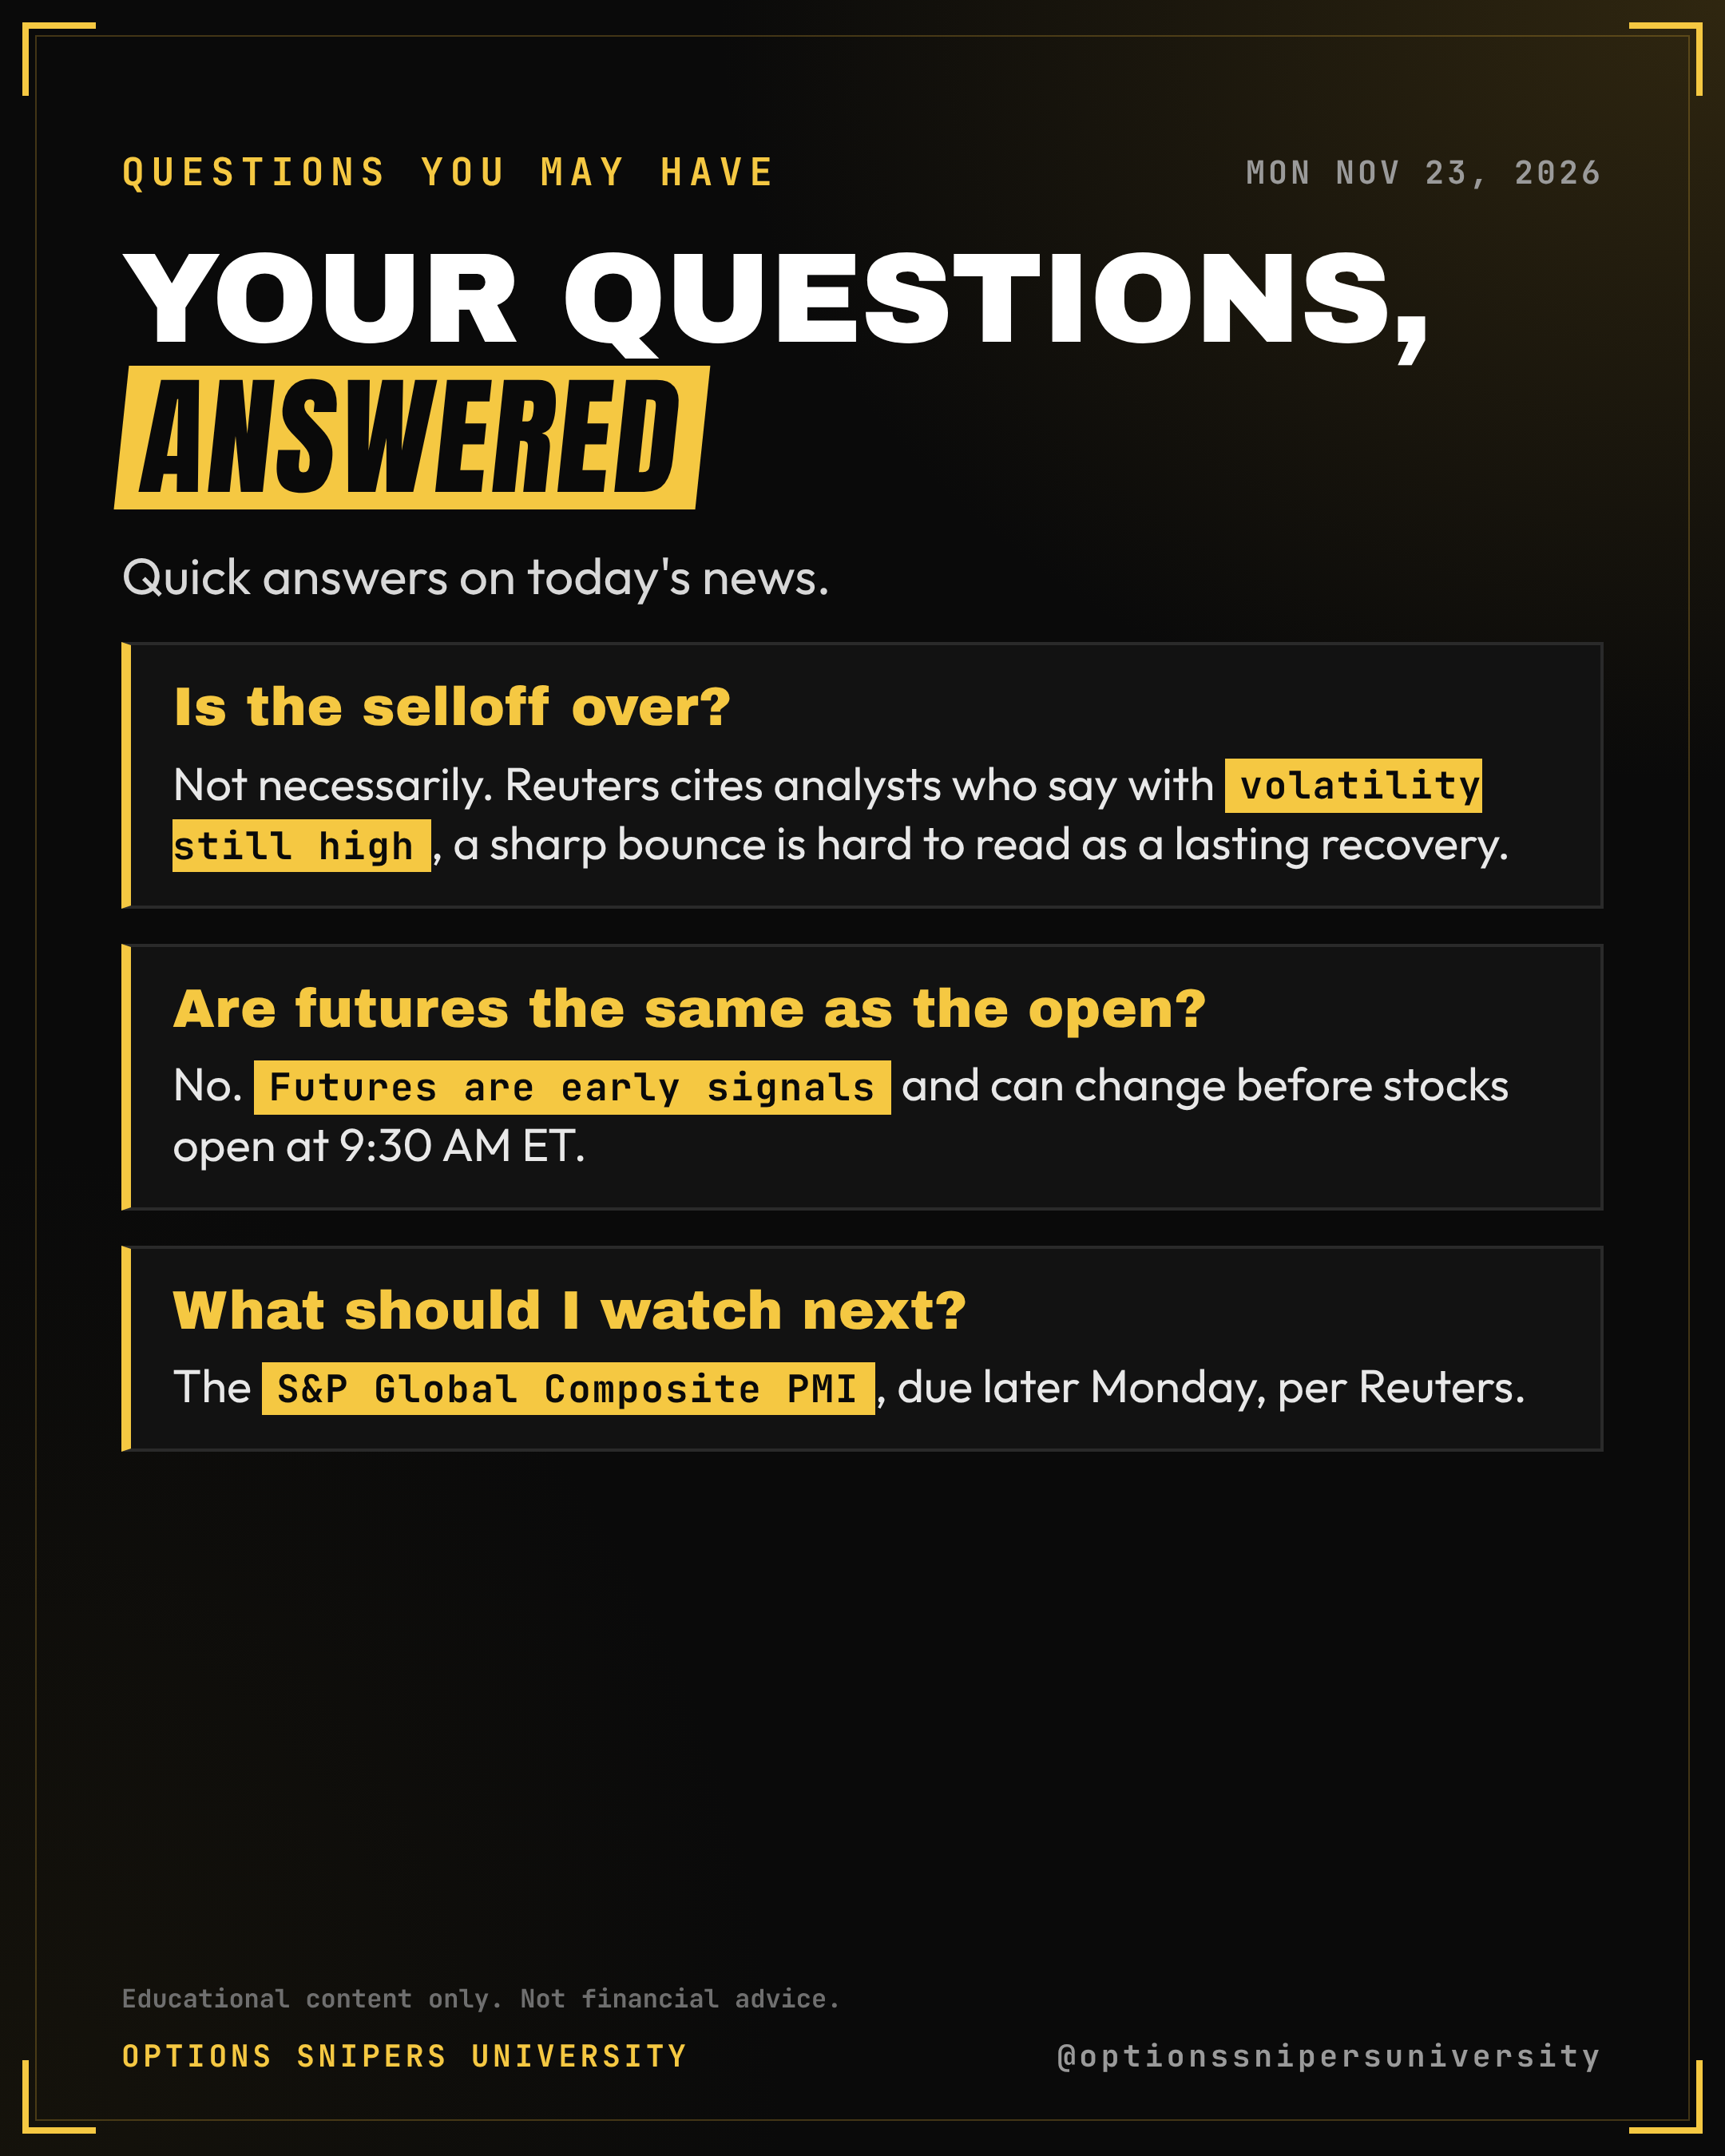 QUESTIONS YOU MAY HAVE
MON NOV 23, 2026
YOUR QUESTIONS,
ANSWERED
Quick answers on today's news.
Is the selloff over?
Not necessarily. Reuters cites analysts who say with volatility
still high, a sharp bounce is hard to read as a lasting recovery.
Are futures the same as the open?
No. Futures are early signals and can change before stocks
open at 9:30 AM ET.
What should I watch next?
The S&P Global Composite PMI, due later Monday, per Reuters.
Educational content only. Not financial advice.
OPTIONS SNIPERS UNIVERSITY
@optionssnipersuniversity